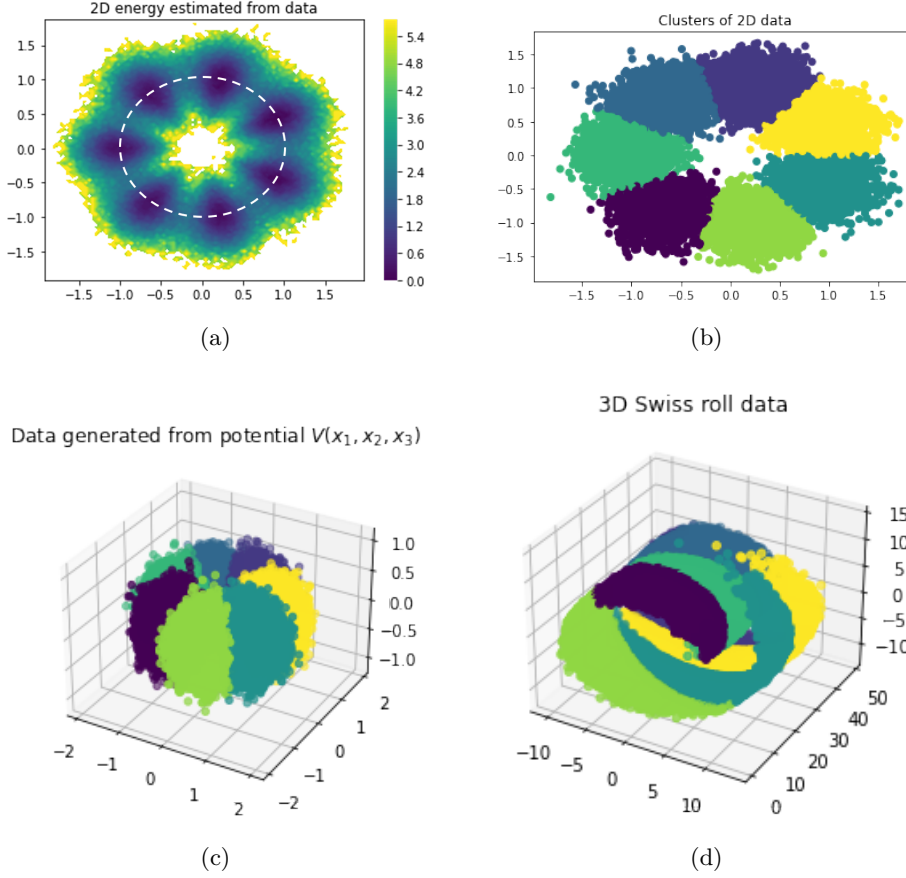 2D energy estimated from data
1.5
1.0
0.5
0.0
−0.5
−1.0
−1.5
−1.5 −1.0 −0.5 0.0 0.5 1.0 1.5
5.4
4.8
4.2
3.6
3.0
2.4
1.8
1.2
0.6
0.0
(a)
Clusters of 2D data
1.5
1.0
0.5
0.0
−0.5
−1.0
−1.5
−1.5 −1.0 −0.5 0.0 0.5 1.0 1.5
(b)
Data generated from potential V(x₁, x₂, x₃)
1.0
0.5
0.0
−0.5
−1.0
−2 −1 0 1 2
−2 −1 0 1 2
(c)
3D Swiss roll data
15
10
5
0
−5
−10
−10 −5 0 5 10
0 10 20 30 40 50
(d)